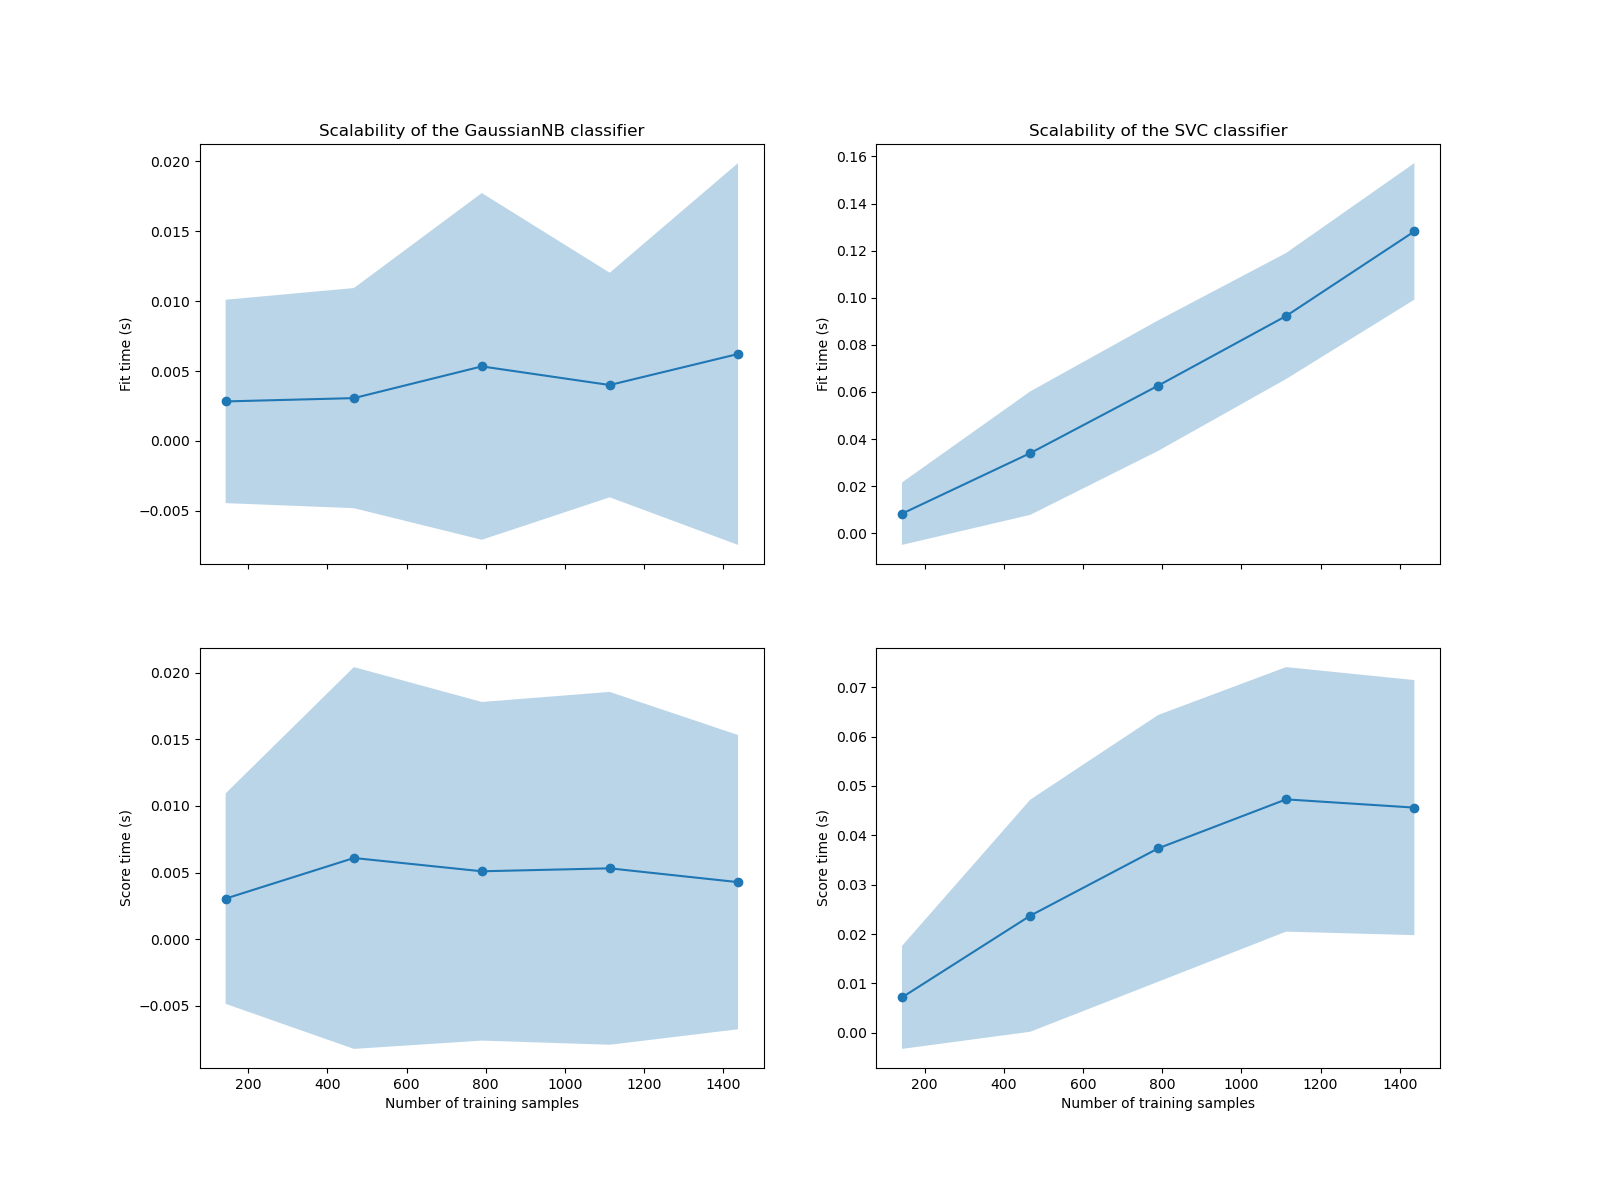 Scalability of the GaussianNB classifier
0.020
0.015
0.010
0.005
0.000
−0.005
Fit time (s)
Scalability of the SVC classifier
0.16
0.14
0.12
0.10
0.08
0.06
0.04
0.02
0.00
Fit time (s)
0.020
0.015
0.010
0.005
0.000
−0.005
Score time (s)
200 400 600 800 1000 1200 1400
Number of training samples
0.07
0.06
0.05
0.04
0.03
0.02
0.01
0.00
Score time (s)
200 400 600 800 1000 1200 1400
Number of training samples